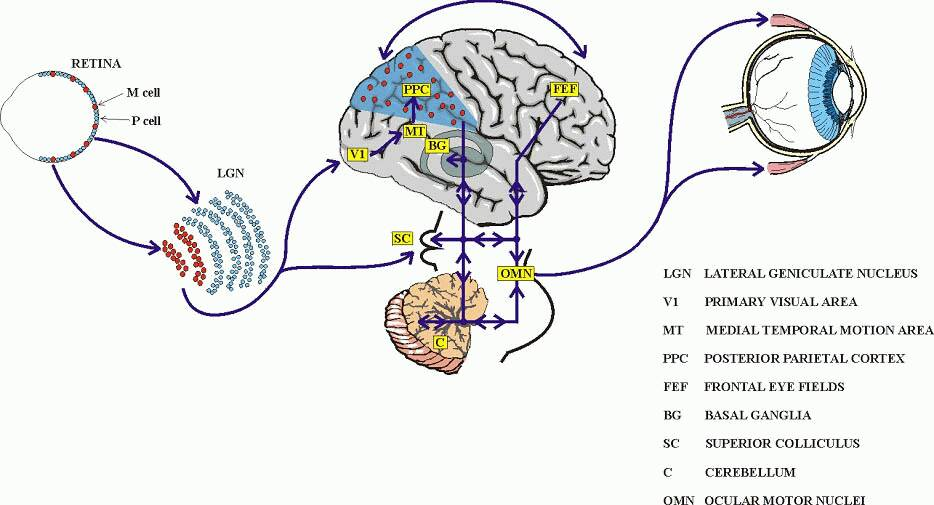 RETINA
M cell
P cell
LGN
PPC
FEF
MT
BG
V1
SC
OMN
C
LGN LATERAL GENICULATE NUCLEUS
V1 PRIMARY VISUAL AREA
MT MEDIAL TEMPORAL MOTION AREA
PPC POSTERIOR PARIETAL CORTEX
FEF FRONTAL EYE FIELDS
BG BASAL GANGLIA
SC SUPERIOR COLLICULUS
C CEREBELLUM
OMN OCULAR MOTOR NUCLEI